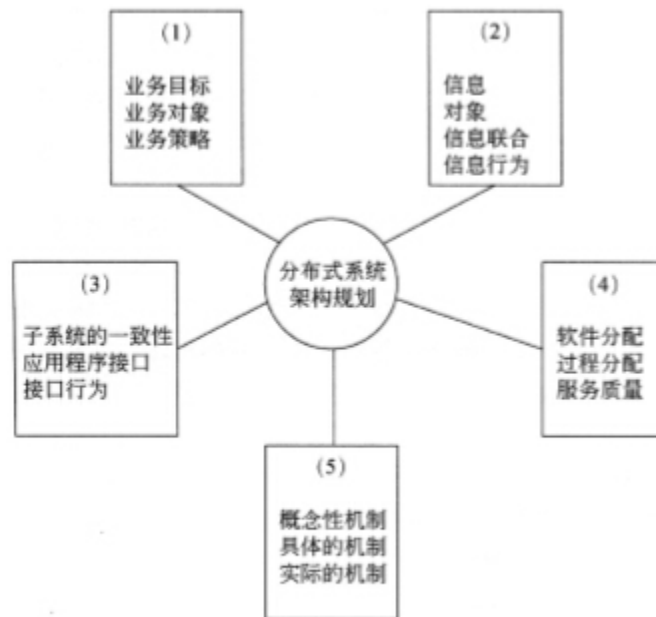 (1)
业务目标
业务对象
业务策略
(2)
信息
对象
信息联合
信息行为
分布式系统
架构规划
(3)
子系统的一致性
应用程序接口
接口行为
(4)
软件分配
过程分配
服务质量
(5)
概念性机制
具体的机制
实际的机制